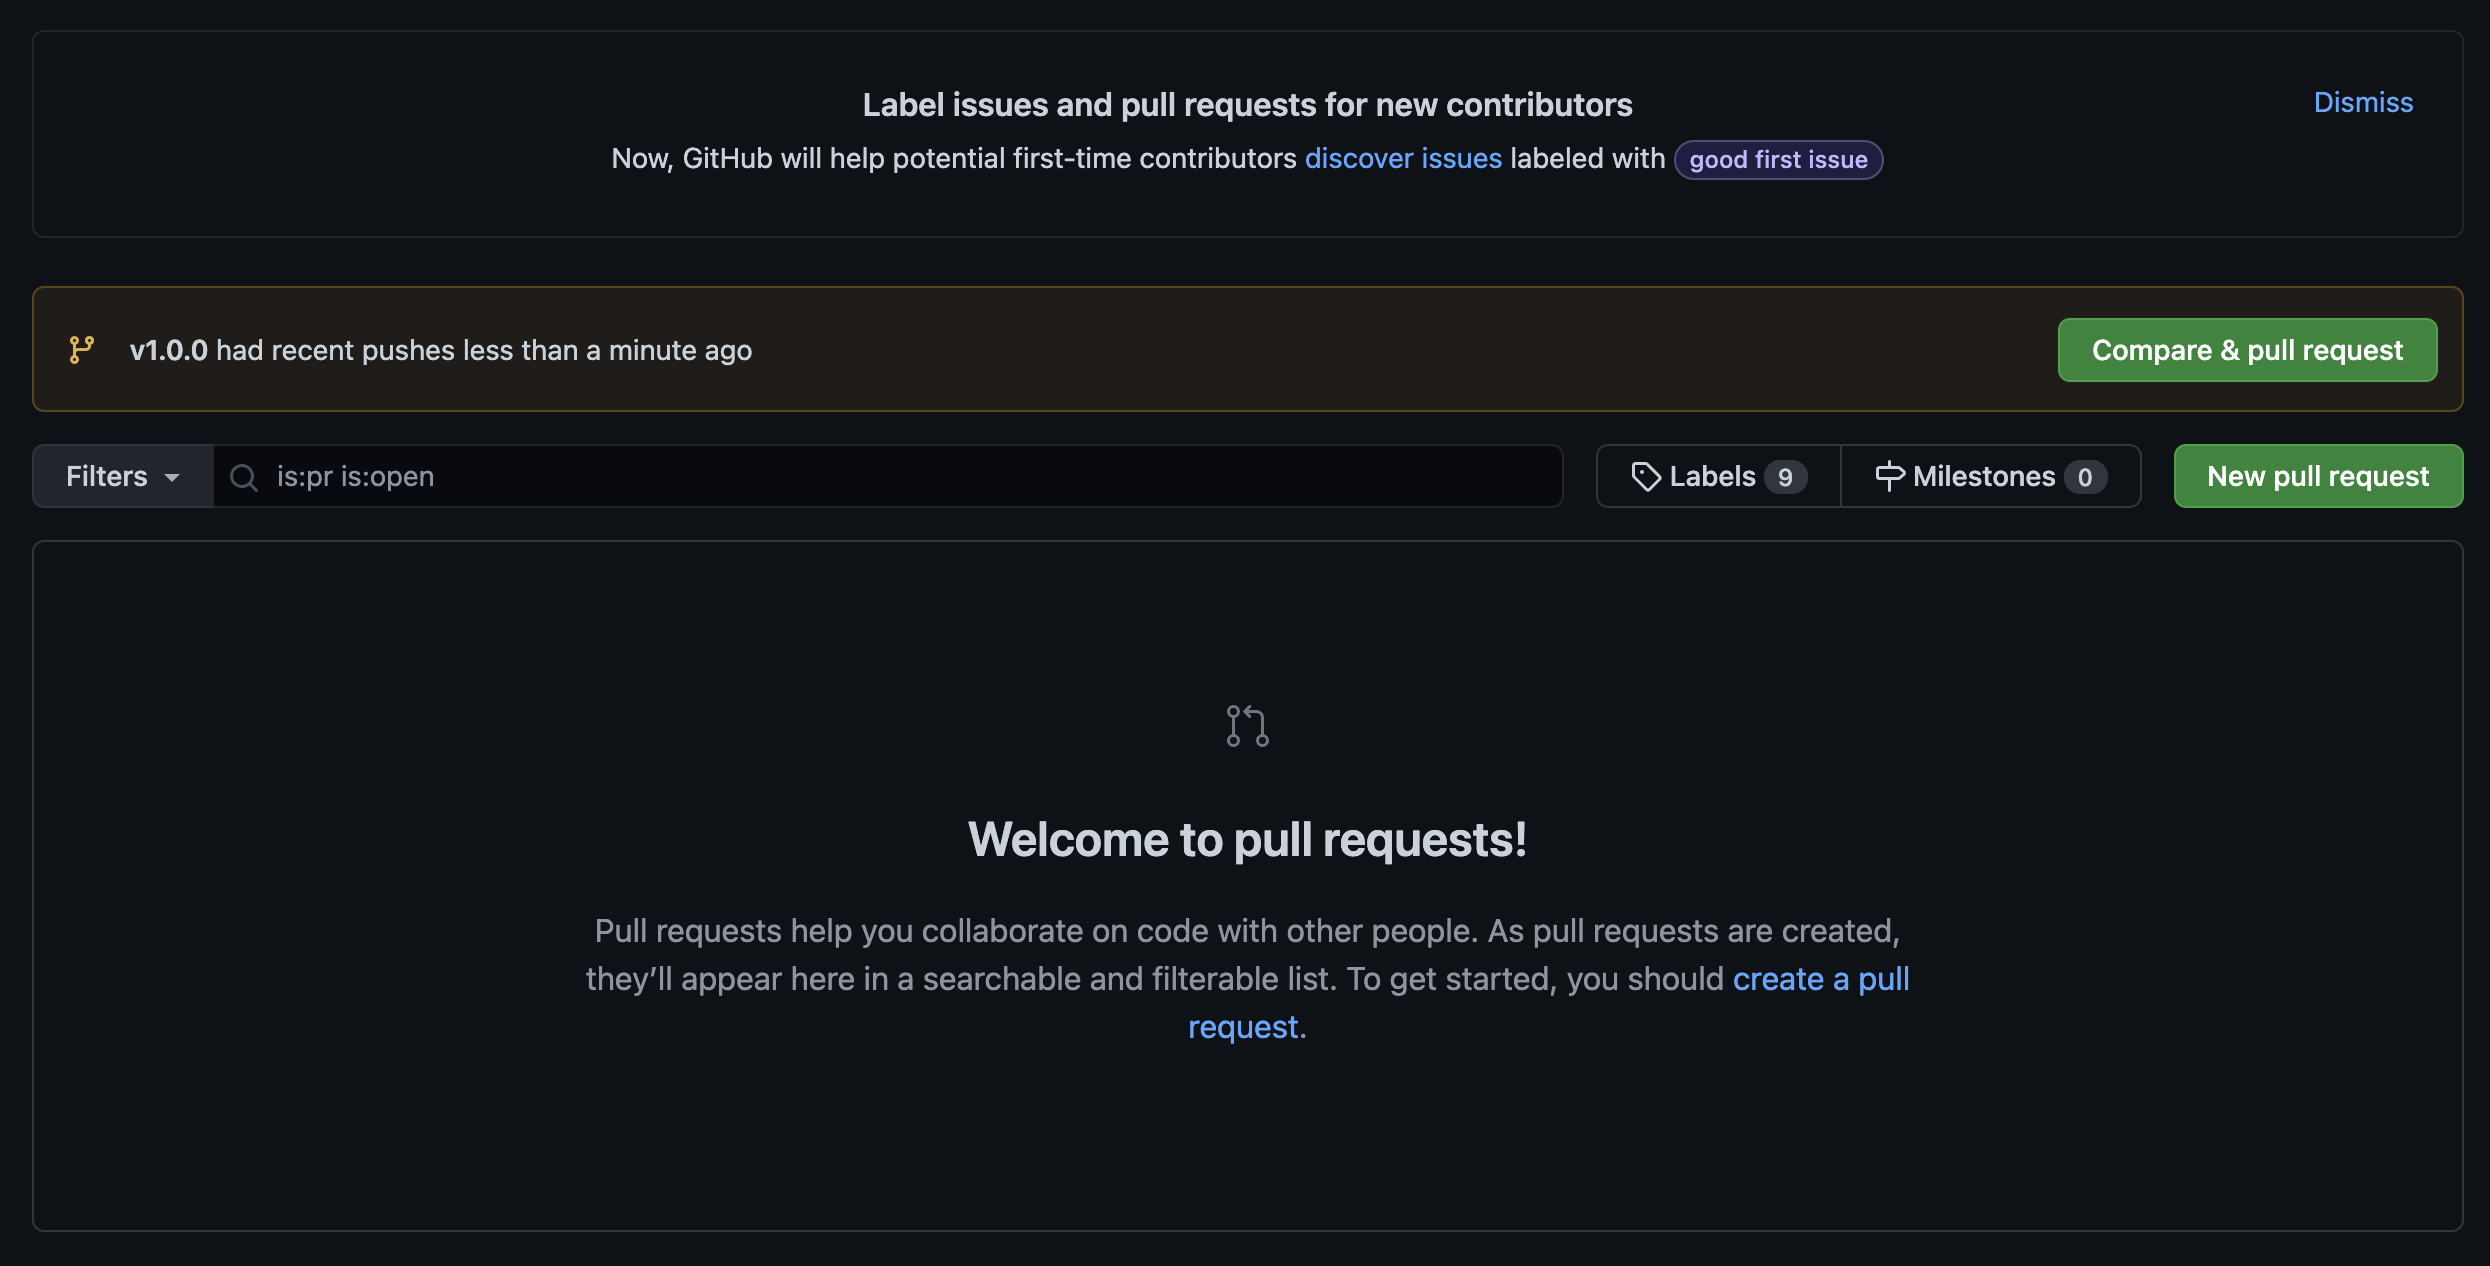 Label issues and pull requests for new contributors
Dismiss
Now, GitHub will help potential first-time contributors discover issues labeled with good first issue
v1.0.0 had recent pushes less than a minute ago
Compare & pull request
Filters
is:pr is:open
Labels 9
Milestones 0
New pull request
Welcome to pull requests!
Pull requests help you collaborate on code with other people. As pull requests are created,
they’ll appear here in a searchable and filterable list. To get started, you should create a pull
request.